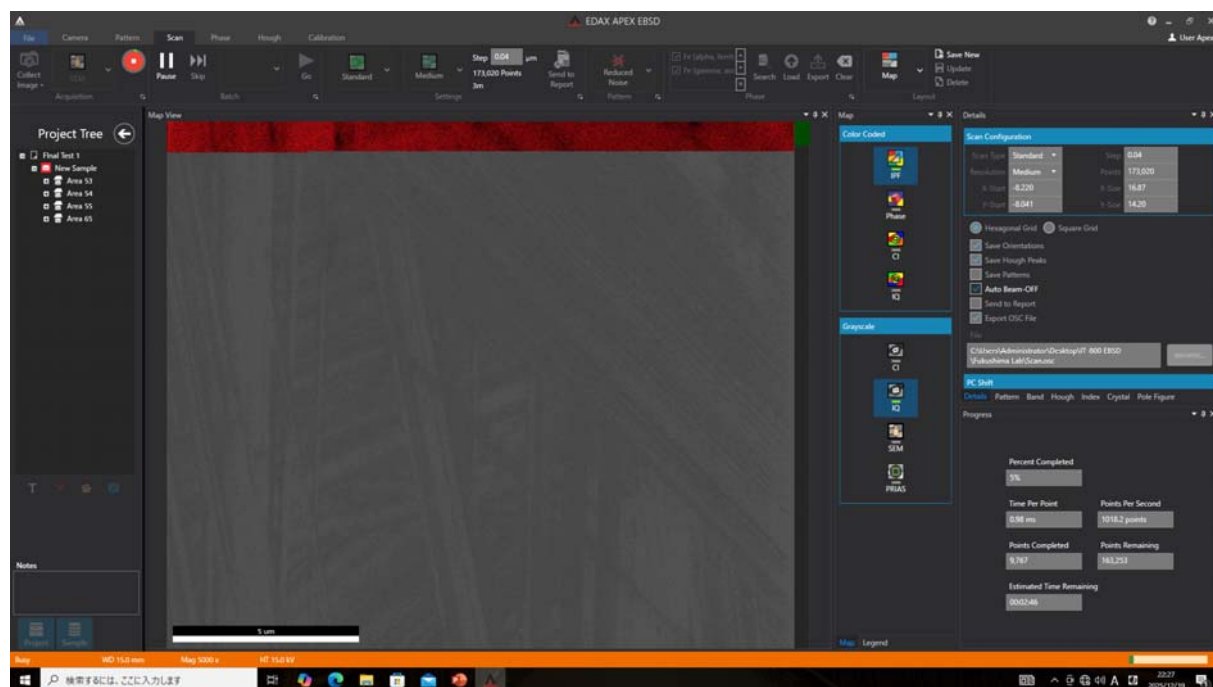 EDAX APEX EBSD
User Apex
File Camera Pattern Scan Phase Hough Calibration
Collect Image
Pause
Skip
Go
Standard
Medium
Step 0.04 µm
173,020 Points
3m
Send to Report
Reduced Noise
Search Load Export Clear
Map
Save New
Update
Delete
Acquisition Batch Settings Pattern Phase Layout
Project Tree
FInal Test 1
New Sample
Area 53
Area 54
Area 55
Area 65
Notes
Project Sample
Map View
5 um
Map
Color Coded
IPF
Phase
CI
IQ
Grayscale
CI
IQ
SEM
PRIAS
Map Legend
Details
Scan Configuration
Scan Type Standard Step 0.04
Resolution Medium Points 173,020
X-Start -8.220 X-Size 16.87
Y-Start -8.041 Y-Size 14.20
Hexagonal Grid Square Grid
Save Orientations
Save Hough Peaks
Save Patterns
Auto Beam-OFF
Send to Report
Export OSC File
File
C:\Users\Administrator\Desktop\IT 800 EBSD
\Fukushima Lab\Scan.osc
PC Shift
Details Pattern Band Hough Index Crystal Pole Figure
Progress
Percent Completed
5%
Time Per Point Points Per Second
0.98 ms 1018.2 points
Points Completed Points Remaining
9,767 163,253
Estimated Time Remaining
00:02:46
Busy WD 15.0 mm Mag 5000 x HT 15.0 kV
検索するには、ここに入力します
A
22:27